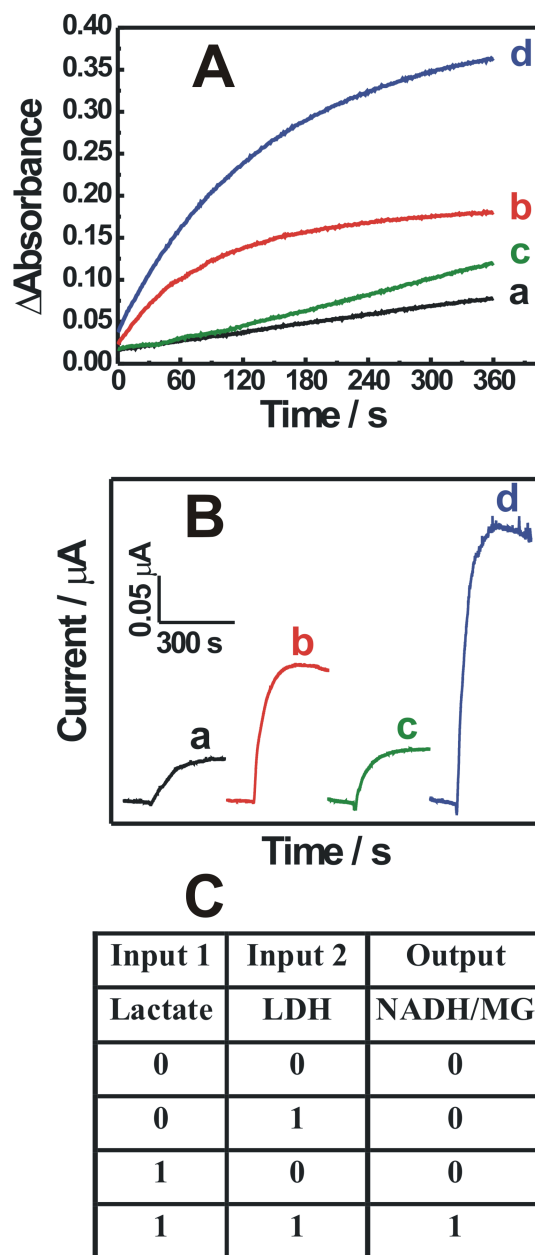 A
0.40
0.35
0.30
0.25
0.20
0.15
0.10
0.05
0.00
ΔAbsorbance
d
b
c
a
0 60 120 180 240 300 360
Time / s
B
Current / μA
0.05 μA
300 s
a
b
c
d
Time / s
C
Input 1 Input 2 Output
Lactate LDH NADH/MG
0 0 0
0 1 0
1 0 0
1 1 1